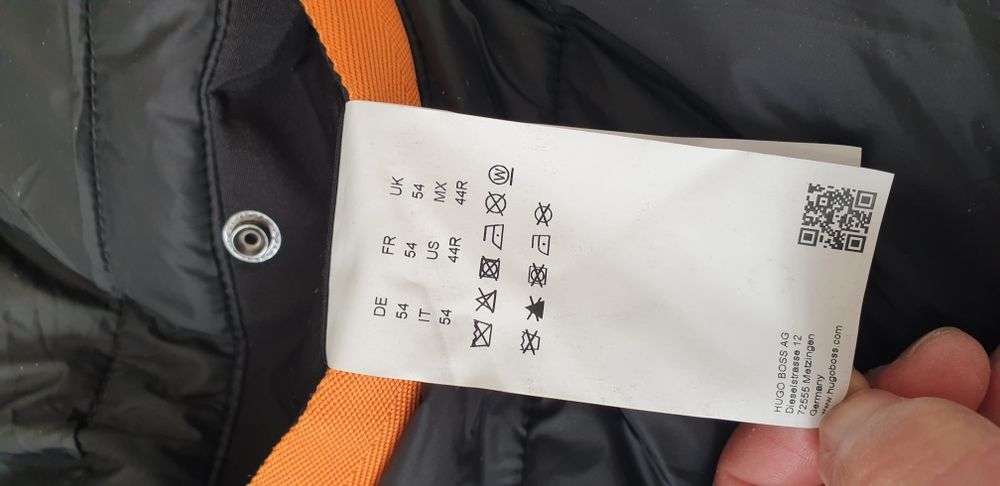 DE FR UK
54 54 54
IT US MX
54 44R 44R
W
HUGO BOSS AG
Dieselstrasse 12
72555 Metzingen
Germany
www.hugoboss.com